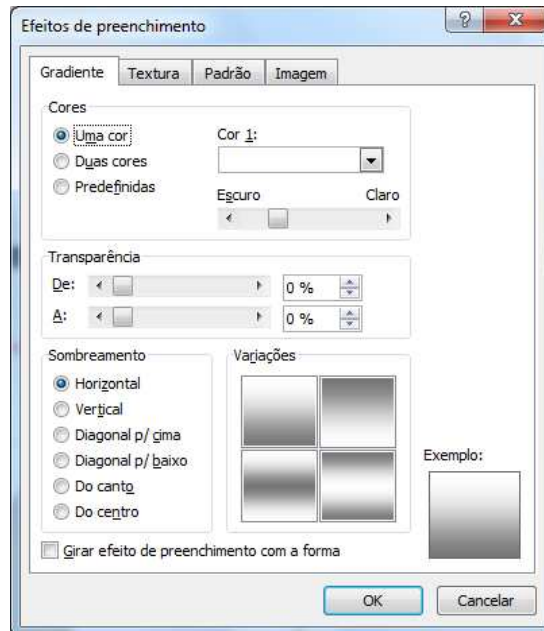 Efeitos de preenchimento
Gradiente Textura Padrão Imagem
Cores
Uma cor Cor 1:
Duas cores
Predefinidas
Escuro Claro
Transparência
De: 0 %
A: 0 %
Sombreamento Variações
Horizontal
Vertical
Diagonal p/ cima
Diagonal p/ baixo
Do canto
Do centro
Exemplo:
Girar efeito de preenchimento com a forma
OK Cancelar